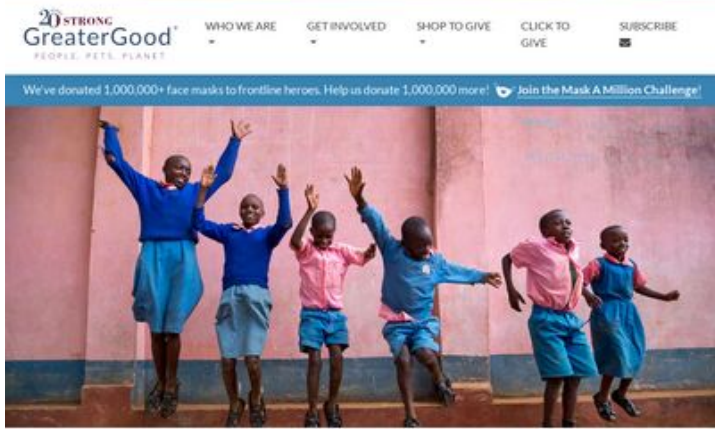 20 STRONG
GreaterGood®
PEOPLE. PETS. PLANET
WHO WE ARE
GET INVOLVED
SHOP TO GIVE
CLICK TO
GIVE
SUBSCRIBE
We've donated 1,000,000+ face masks to frontline heroes. Help us donate 1,000,000 more! Join the Mask A Million Challenge!